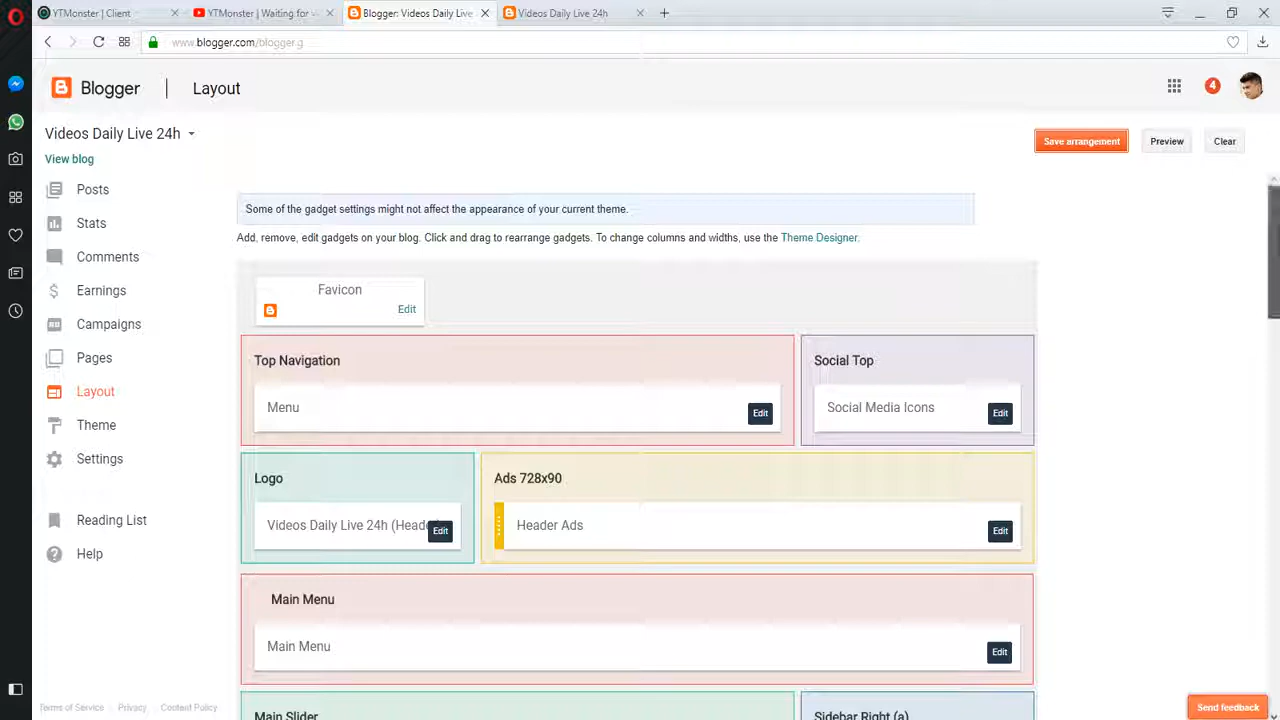 YTMonster | Client
YTMonster | Waiting for v
Blogger: Videos Daily Live
Videos Daily Live 24h
www.blogger.com/blogger.g
Blogger
Layout
4
Videos Daily Live 24h
View blog
Save arrangement
Preview
Clear
Posts
Stats
Comments
Earnings
Campaigns
Pages
Layout
Theme
Settings
Reading List
Help
Some of the gadget settings might not affect the appearance of your current theme.
Add, remove, edit gadgets on your blog. Click and drag to rearrange gadgets. To change columns and widths, use the Theme Designer.
Favicon
Edit
Top Navigation
Menu
Edit
Social Top
Social Media Icons
Edit
Logo
Videos Daily Live 24h (Heade
Edit
Ads 728x90
Header Ads
Edit
Main Menu
Main Menu
Edit
Main Slider
Sidebar Right (a)
Terms of Service
Privacy
Content Policy
Send feedback